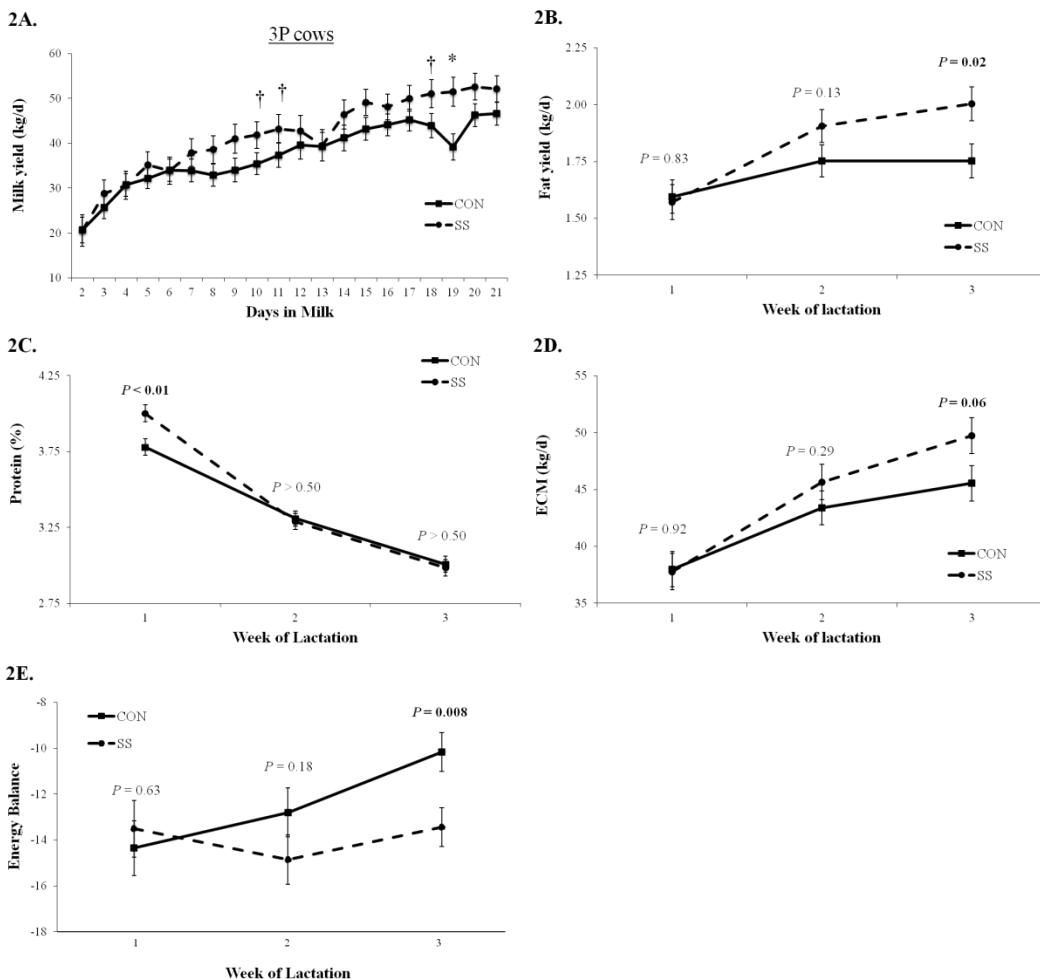 2A.
3P cows
Milk yield (kg/d)
60
50
40
30
20
10
† † † *
CON
SS
2 3 4 5 6 7 8 9 10 11 12 13 14 15 16 17 18 19 20 21
Days in Milk
2B.
Fat yield (kg/d)
2.25
2.00
1.75
1.50
1.25
P = 0.83
P = 0.13
P = 0.02
CON
SS
1 2 3
Week of lactation
2C.
Protein (%)
4.25
3.75
3.25
2.75
CON
SS
P < 0.01
P > 0.50
P > 0.50
1 2 3
Week of Lactation
2D.
ECM (kg/d)
55
50
45
40
35
P = 0.92
P = 0.29
P = 0.06
CON
SS
1 2 3
Week of lactation
2E.
Energy Balance
-8
-10
-12
-14
-16
-18
CON
SS
P = 0.63
P = 0.18
P = 0.008
1 2 3
Week of Lactation